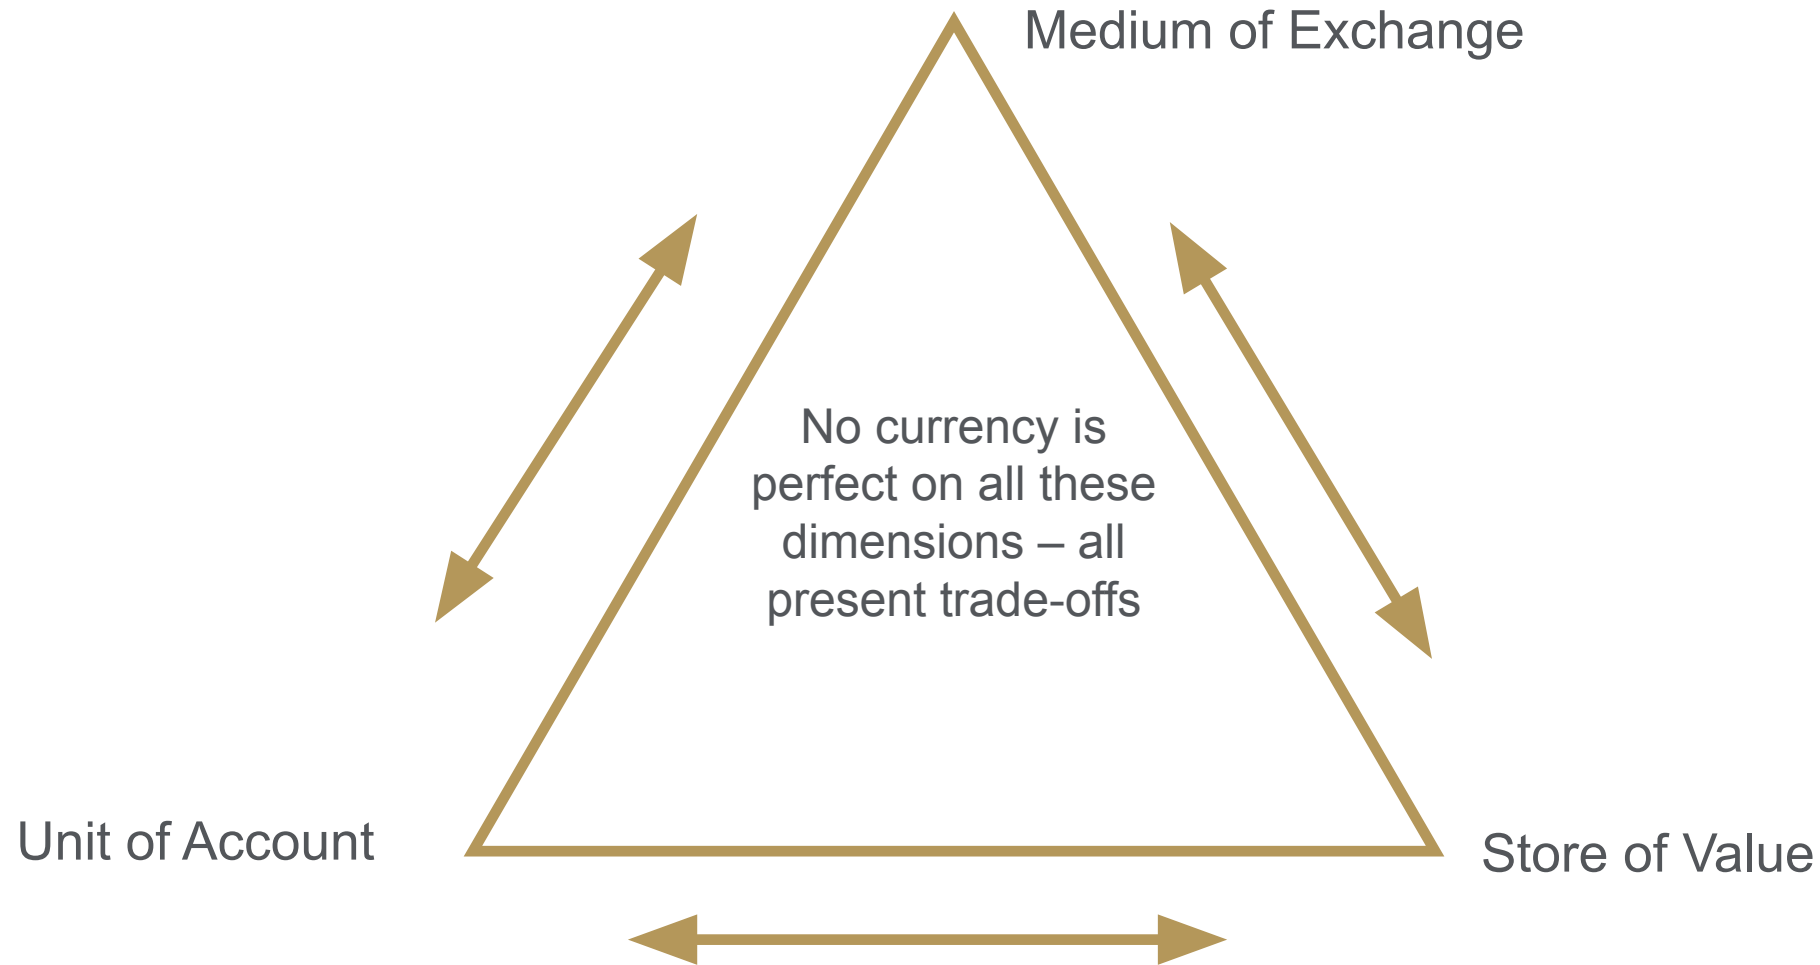 Medium of Exchange
No currency is
perfect on all these
dimensions – all
present trade-offs
Unit of Account
Store of Value